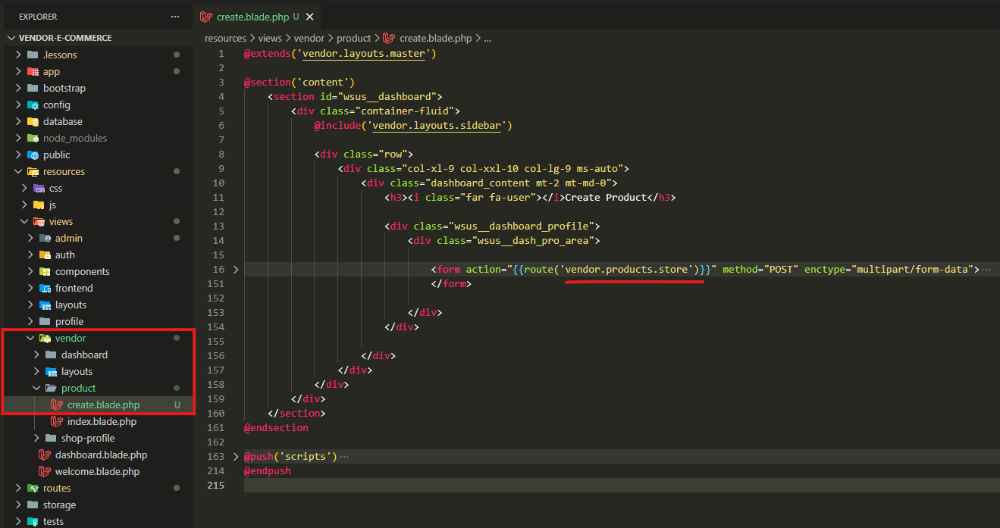 EXPLORER ...
VENDOR-E-COMMERCE
.lessons
app
bootstrap
config
database
node_modules
public
resources
css
js
views
admin
auth
components
frontend
layouts
profile
vendor
dashboard
layouts
product
create.blade.php U
index.blade.php
shop-profile
dashboard.blade.php
welcome.blade.php
routes
storage
tests
create.blade.php U
resources > views > vendor > product > create.blade.php > ...
1 @extends('vendor.layouts.master')
2
3 @section('content')
4 <section id="wsus__dashboard">
5 <div class="container-fluid">
6 @include('vendor.layouts.sidebar')
7
8 <div class="row">
9 <div class="col-xl-9 col-xxl-10 col-lg-9 ms-auto">
10 <div class="dashboard_content mt-2 mt-md-0">
11 <h3><i class="far fa-user"></i>Create Product</h3>
12
13 <div class="wsus__dashboard_profile">
14 <div class="wsus__dash_pro_area">
15
16 <form action="{{route('vendor.products.store')}}" method="POST" enctype="multipart/form-data">...
151 </form>
152
153 </div>
154 </div>
155
156 </div>
157 </div>
158 </div>
159 </div>
160 </section>
161 @endsection
162
163 @push('scripts')...
214 @endpush
215